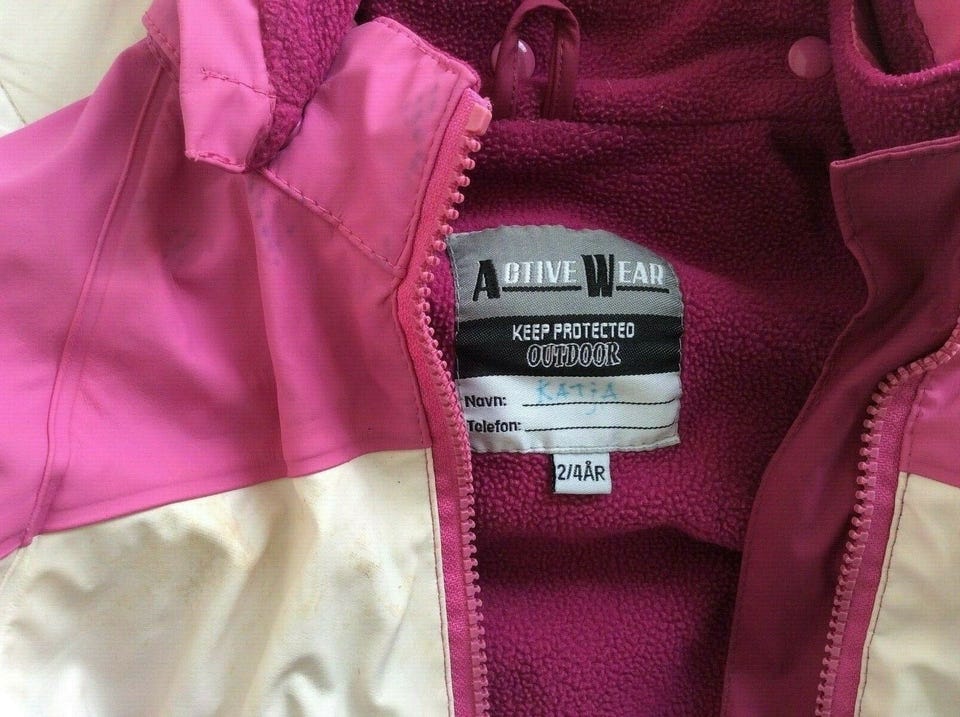 ACTIVE WEAR
KEEP PROTECTED
OUTDOOR
Navn: KATjA
Telefon:
2/4ÅR